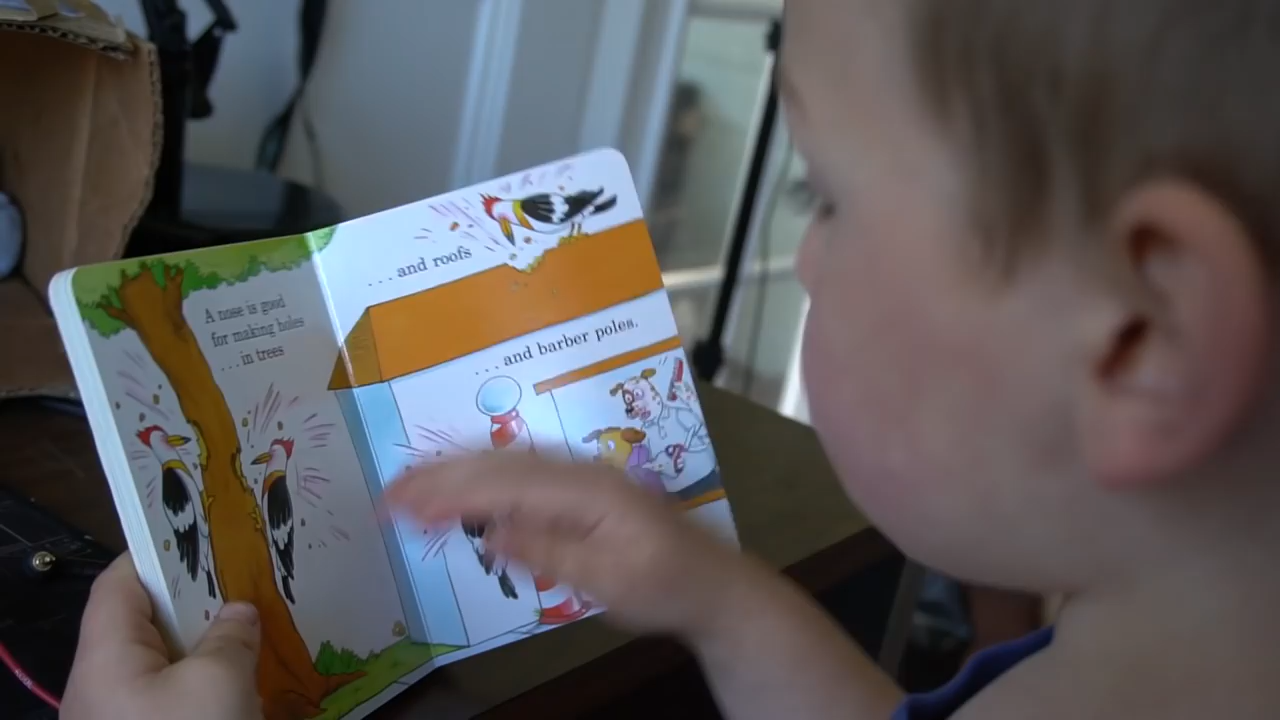 A nose is good
for making holes
...in trees
...and roofs
...and barber poles.